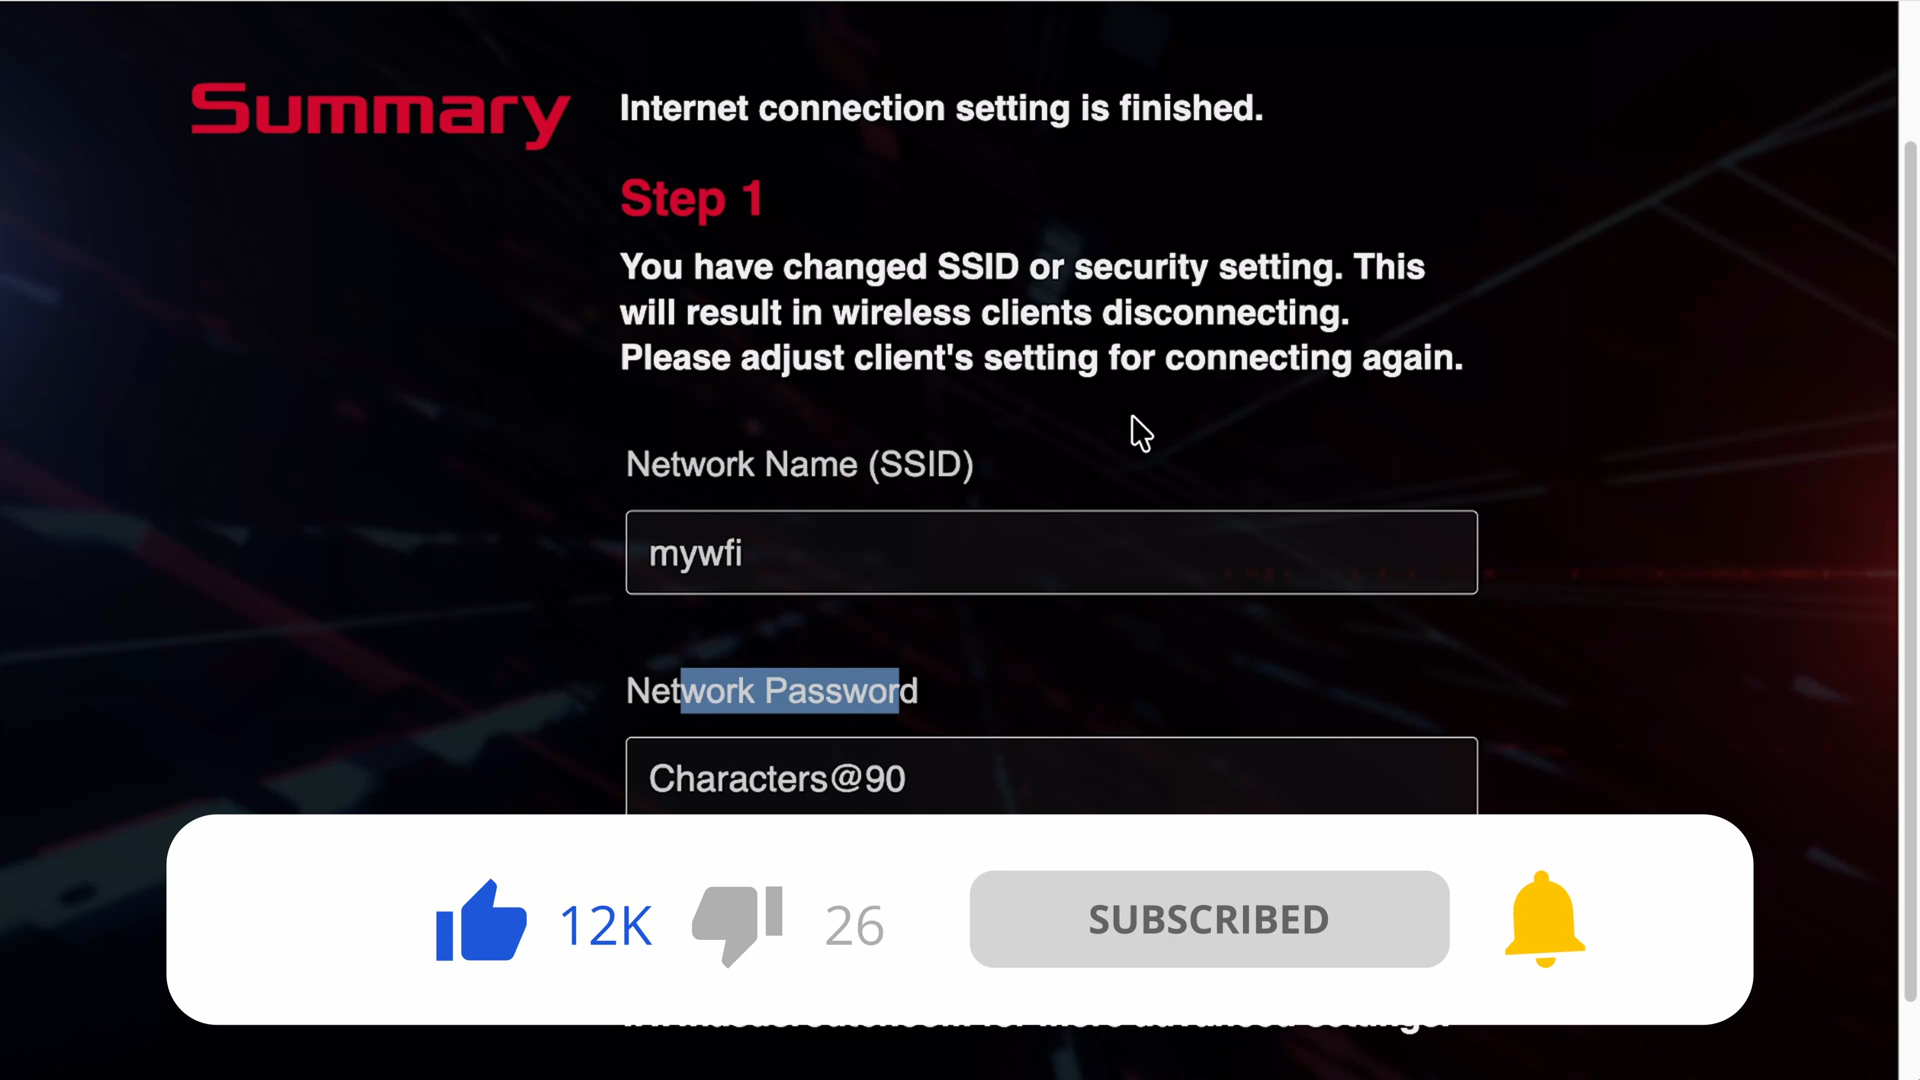 Summary
Internet connection setting is finished.
Step 1
You have changed SSID or security setting. This
will result in wireless clients disconnecting.
Please adjust client's setting for connecting again.
Network Name (SSID)
mywfi
Network Password
Characters@90
12K
26
SUBSCRIBED